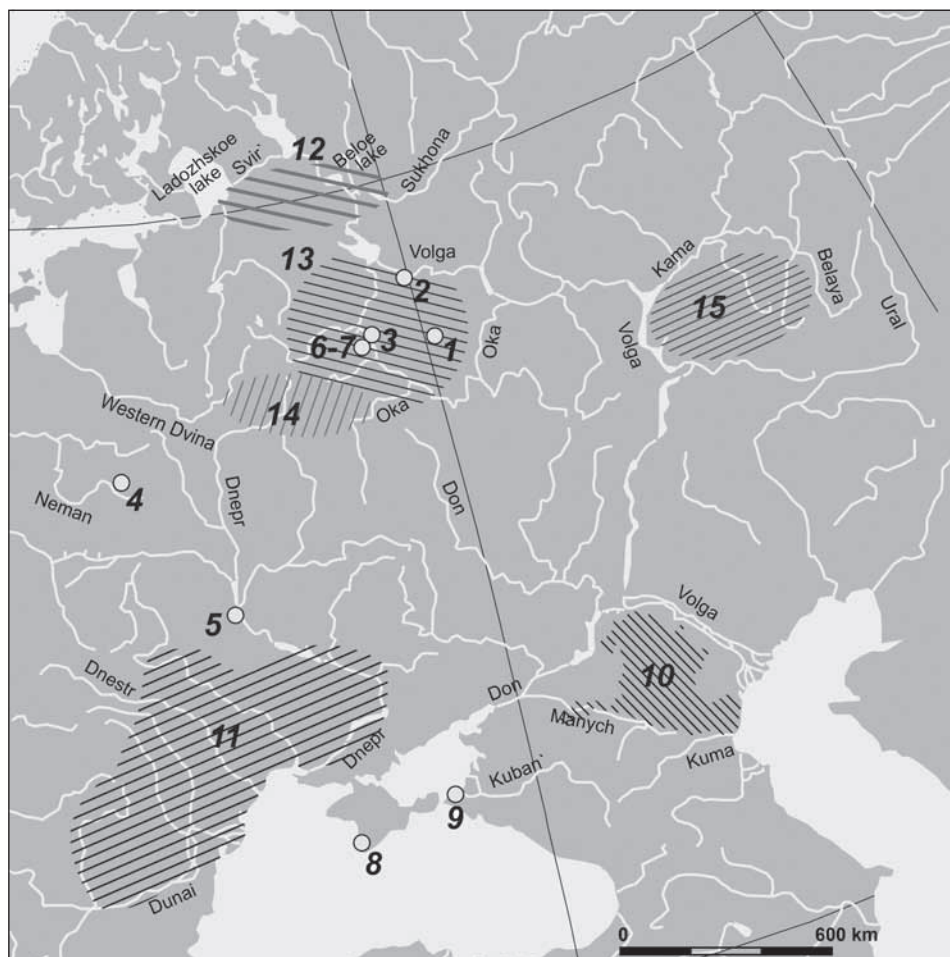 12
Ladozhskoe
lake
Svir'
Beloe
lake
Sukhona
13
Volga
2
Kama
Belaya
15
Ural
3
6-7
1
Oka
Volga
14
Oka
Western Dvina
4
Neman
Dnepr
Don
5
Volga
10
Dnestr
Don
11
Manych
Dnepr
Kuma
Kuban'
9
8
Dunai
0
600 km